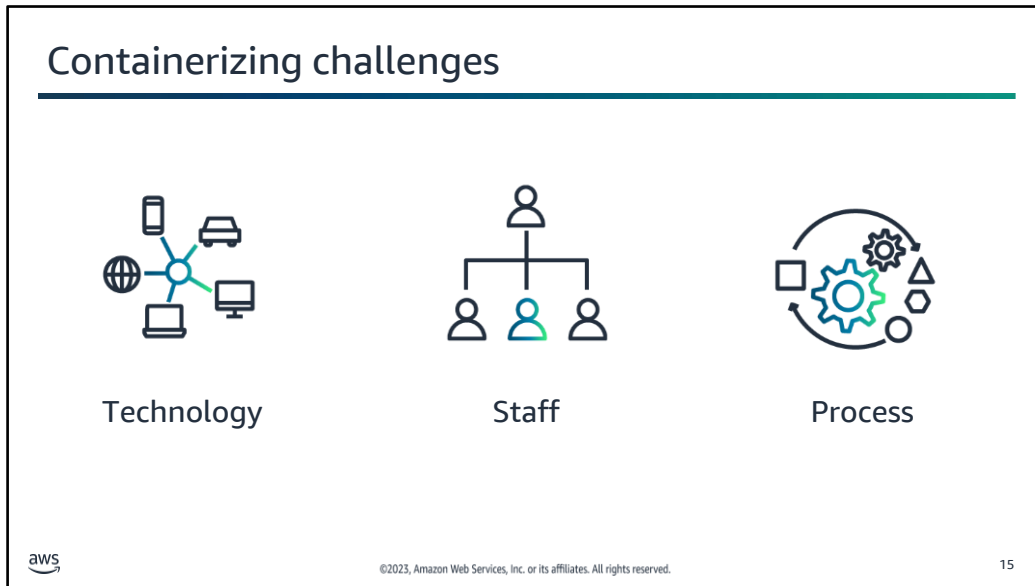 Containerizing challenges
Technology
Staff
Process
aws
©2023, Amazon Web Services, Inc. or its affiliates. All rights reserved.
15